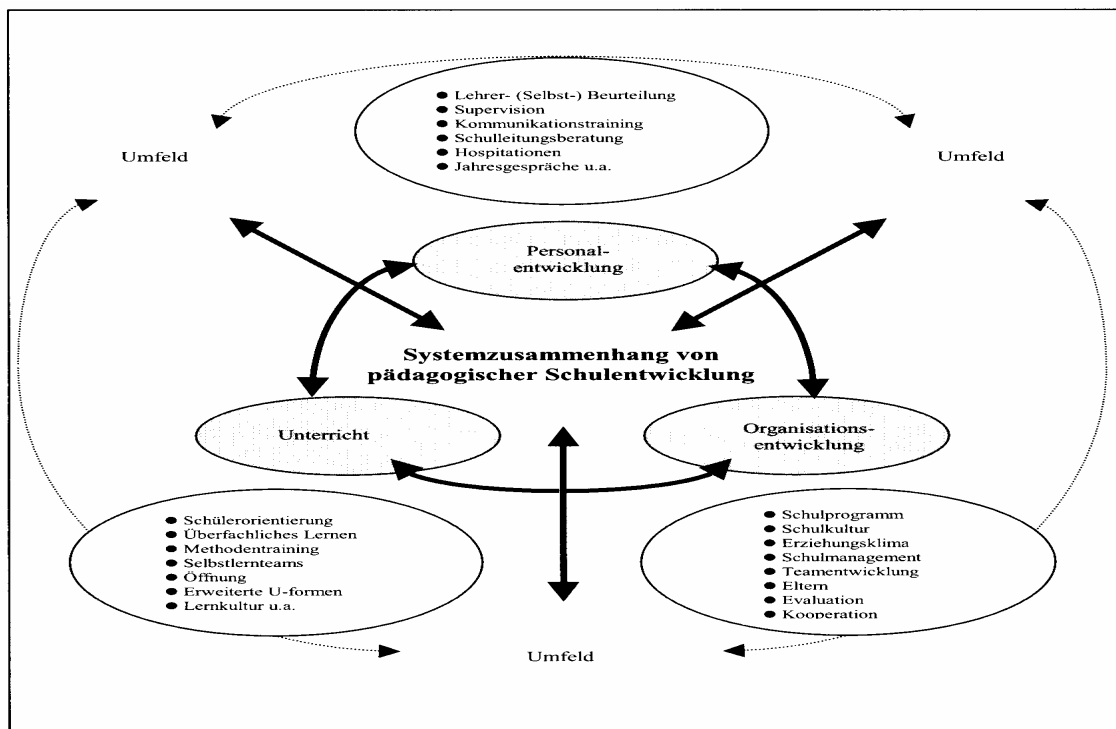 ● Lehrer- (Selbst-) Beurteilung
● Supervision
● Kommunikationstraining
● Schulleitungsberatung
● Hospitationen
● Jahresgespräche u.a.
Umfeld
Umfeld
Personal-
entwicklung
Systemzusammenhang von
pädagogischer Schulentwicklung
Unterricht
Organisations-
entwicklung
● Schülerorientierung
● Überfachliches Lernen
● Methodentraining
● Selbstlernteams
● Öffnung
● Erweiterte U-formen
● Lernkultur u.a.
● Schulprogramm
● Schulkultur
● Erziehungsklima
● Schulmanagement
● Teamentwicklung
● Eltern
● Evaluation
● Kooperation
Umfeld